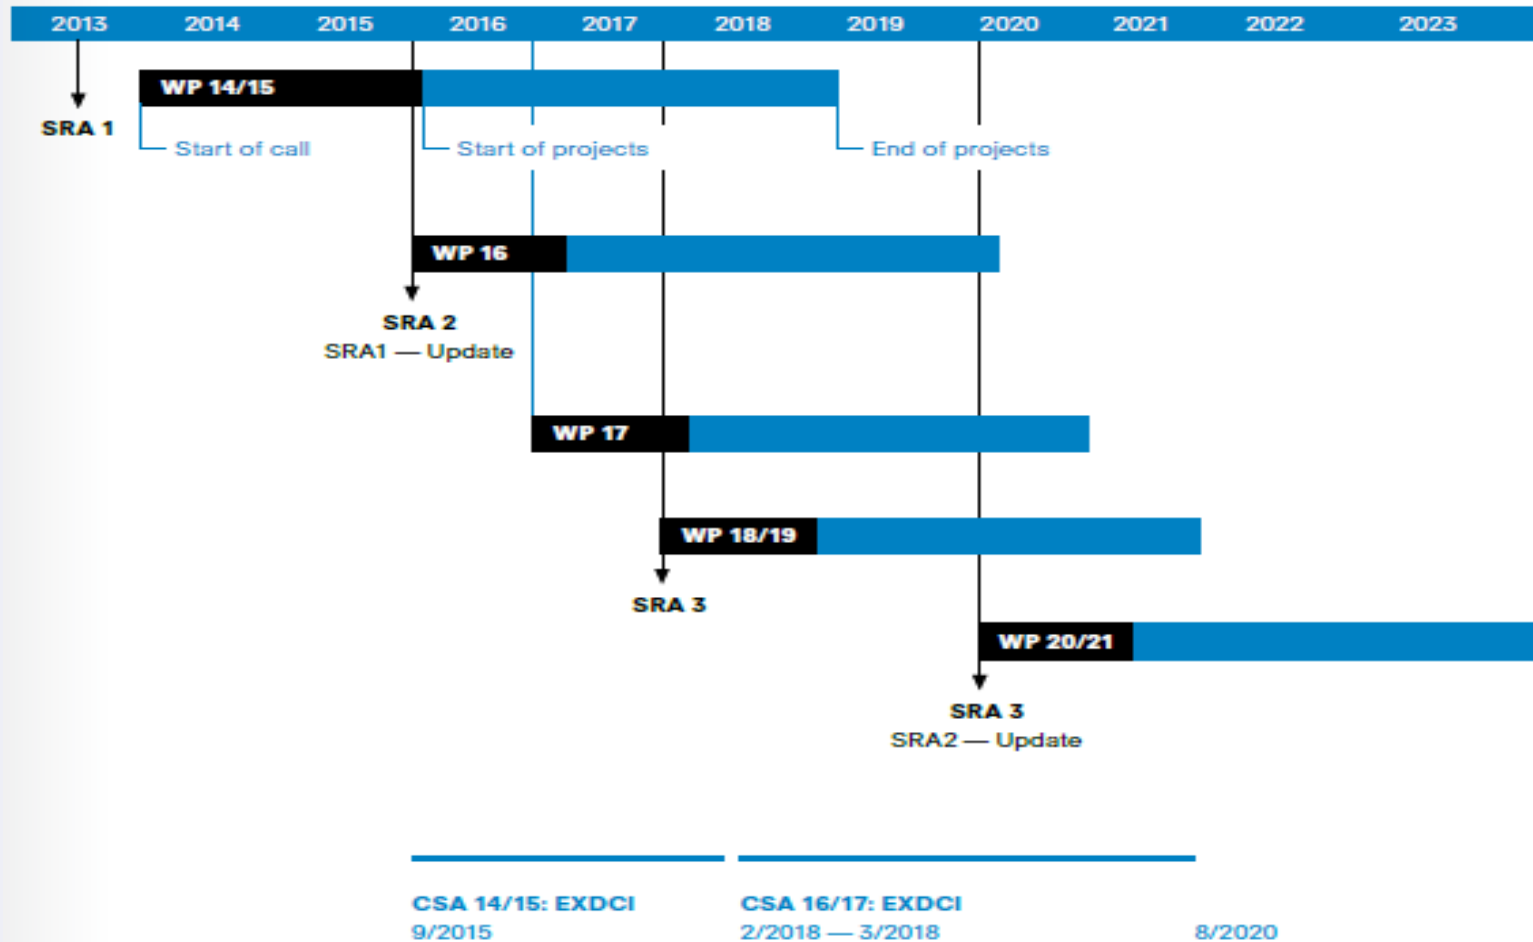 2013 2014 2015 2016 2017 2018 2019 2020 2021 2022 2023
WP 14/15
SRA 1
Start of call Start of projects End of projects
WP 16
SRA 2
SRA1 — Update
WP 17
WP 18/19
SRA 3
WP 20/21
SRA 3
SRA2 — Update
CSA 14/15: EXDCI CSA 16/17: EXDCI
9/2015 2/2018 — 3/2018 8/2020